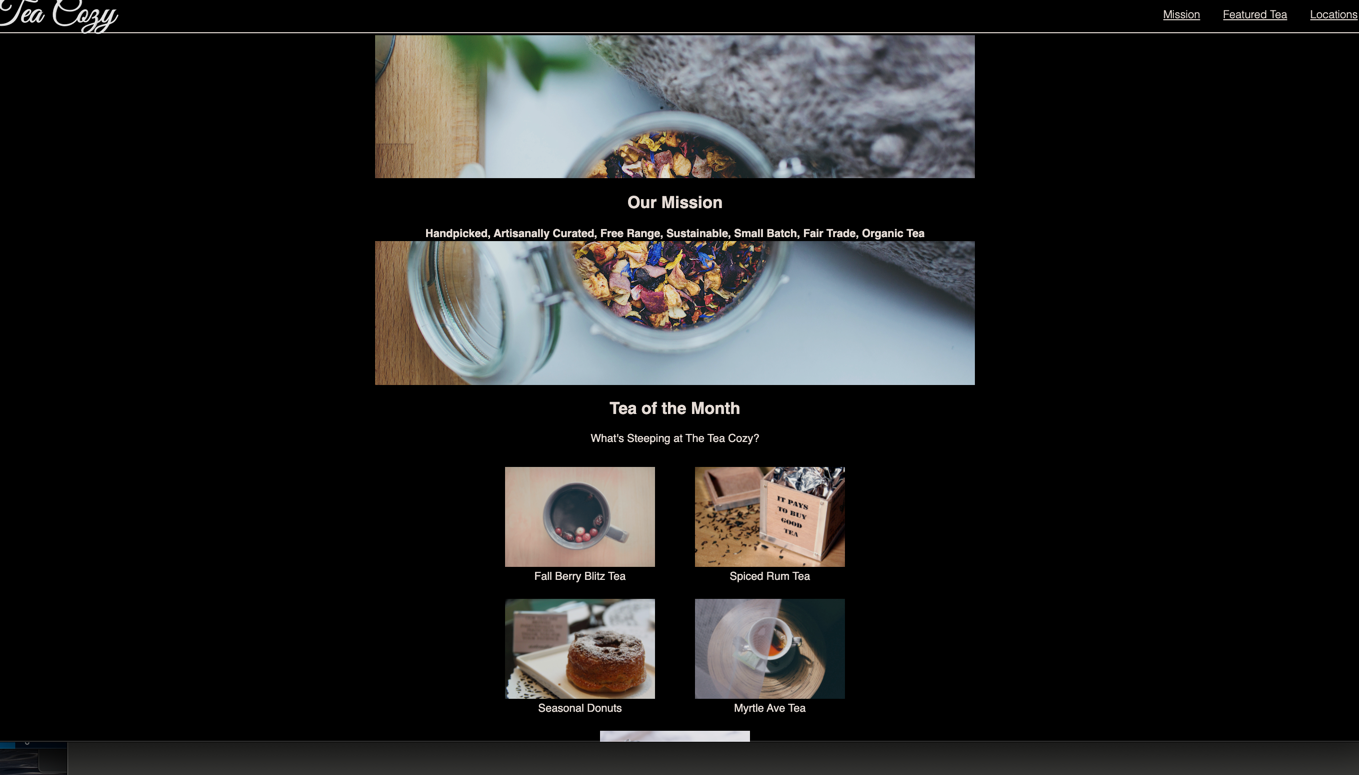 Tea Cozy
Mission Featured Tea Locations
Our Mission
Handpicked, Artisanally Curated, Free Range, Sustainable, Small Batch, Fair Trade, Organic Tea
Tea of the Month
What's Steeping at The Tea Cozy?
IT PAYS
TO BUY
GOOD
TEA
Fall Berry Blitz Tea
Spiced Rum Tea
Seasonal Donuts
Myrtle Ave Tea